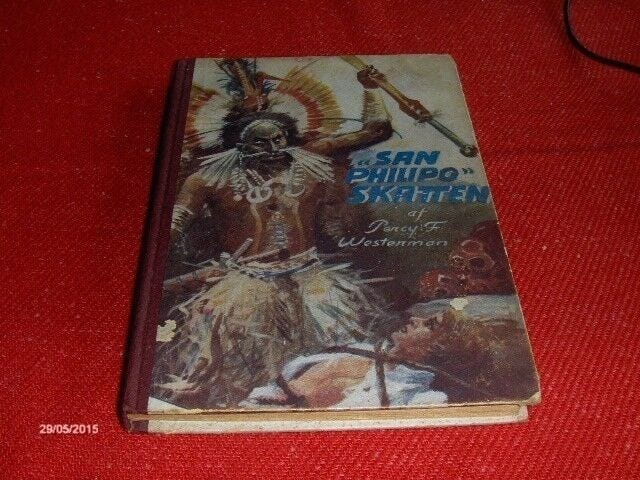 "SAN
PHILIPO"
SKATTEN
af
Percy F
Westerman
29/05/2015